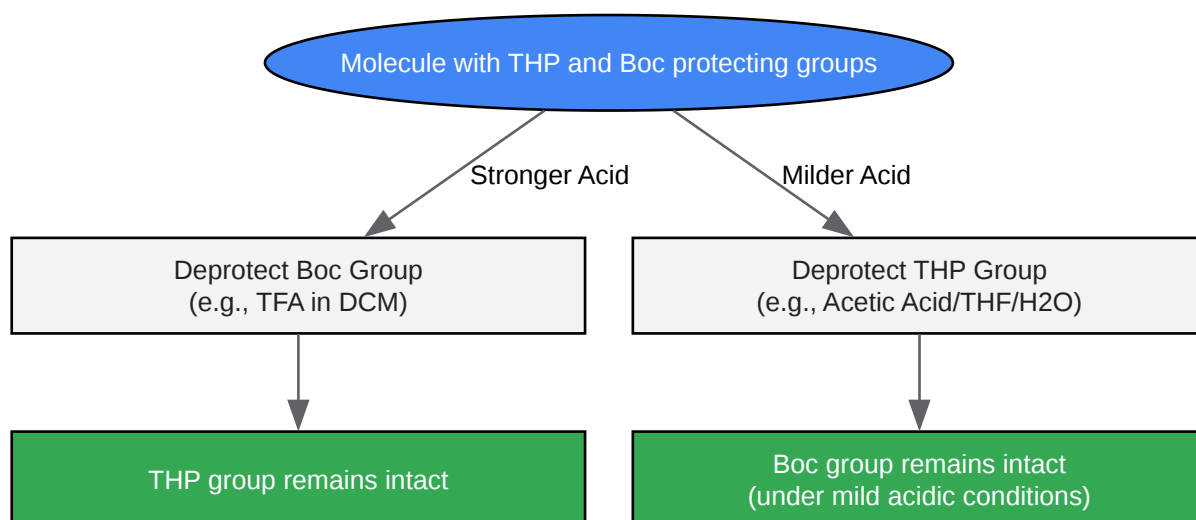 Molecule with THP and Boc protecting groups
Stronger Acid
Milder Acid
Deprotect Boc Group
(e.g., TFA in DCM)
Deprotect THP Group
(e.g., Acetic Acid/THF/H2O)
THP group remains intact
Boc group remains intact
(under mild acidic conditions)